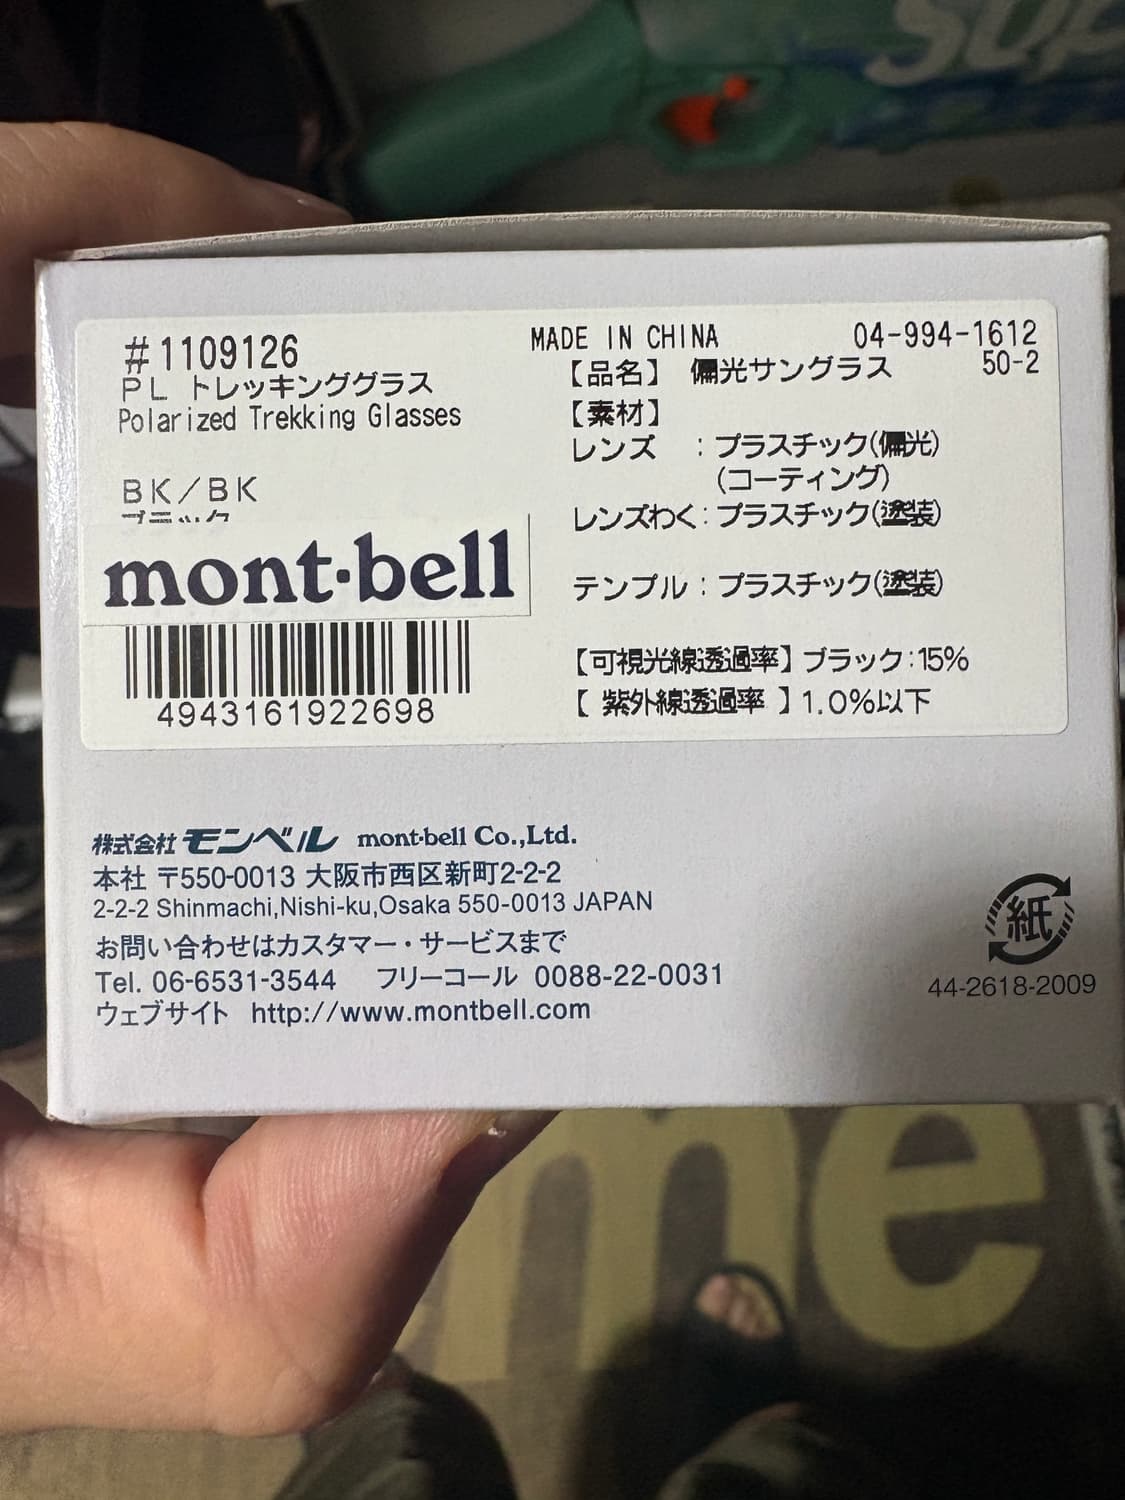 #1109126
PL トレッキンググラス
Polarized Trekking Glasses
BK/BK
ブラック
mont-bell
4943161922698
MADE IN CHINA 04-994-1612
【品名】 偏光サングラス 50-2
【素材】
レンズ :プラスチック(偏光)
(コーティング)
レンズわく:プラスチック(塗装)
テンプル:プラスチック(塗装)
【可視光線透過率】ブラック:15%
【 紫外線透過率 】1.0%以下
株式会社 モンベル mont-bell Co.,Ltd.
本社 〒550-0013 大阪市西区新町2-2-2
2-2-2 Shinmachi,Nishi-ku,Osaka 550-0013 JAPAN
お問い合わせはカスタマー・サービスまで
Tel. 06-6531-3544 フリーコール 0088-22-0031
ウェブサイト http://www.montbell.com
紙
44-2618-2009
me